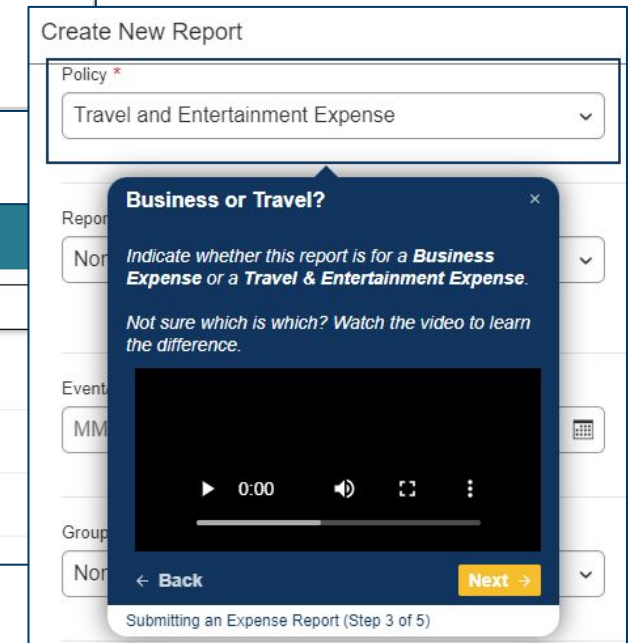 Create New Report
Policy *
Travel and Entertainment Expense
Business or Travel?
×
Indicate whether this report is for a Business
Expense or a Travel & Entertainment Expense.
Not sure which is which? Watch the video to learn
the difference.
0:00
← Back
Next →
Submitting an Expense Report (Step 3 of 5)